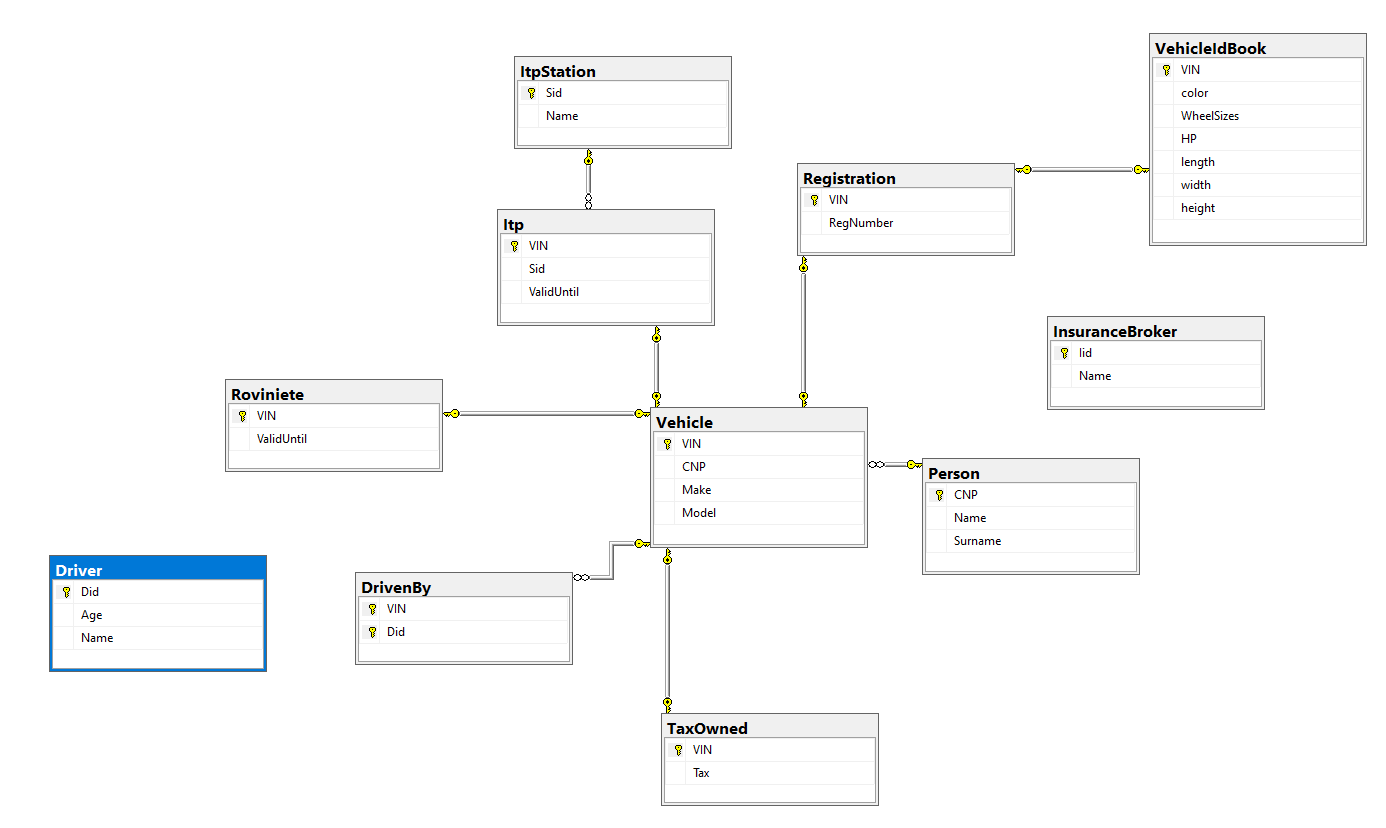 VehicleIdBook
VIN
color
WheelSizes
HP
length
width
height
ItpStation
Sid
Name
Registration
VIN
RegNumber
Itp
VIN
Sid
ValidUntil
InsuranceBroker
Iid
Name
Roviniete
VIN
ValidUntil
Vehicle
VIN
CNP
Make
Model
Person
CNP
Name
Surname
Driver
Did
Age
Name
DrivenBy
VIN
Did
TaxOwned
VIN
Tax